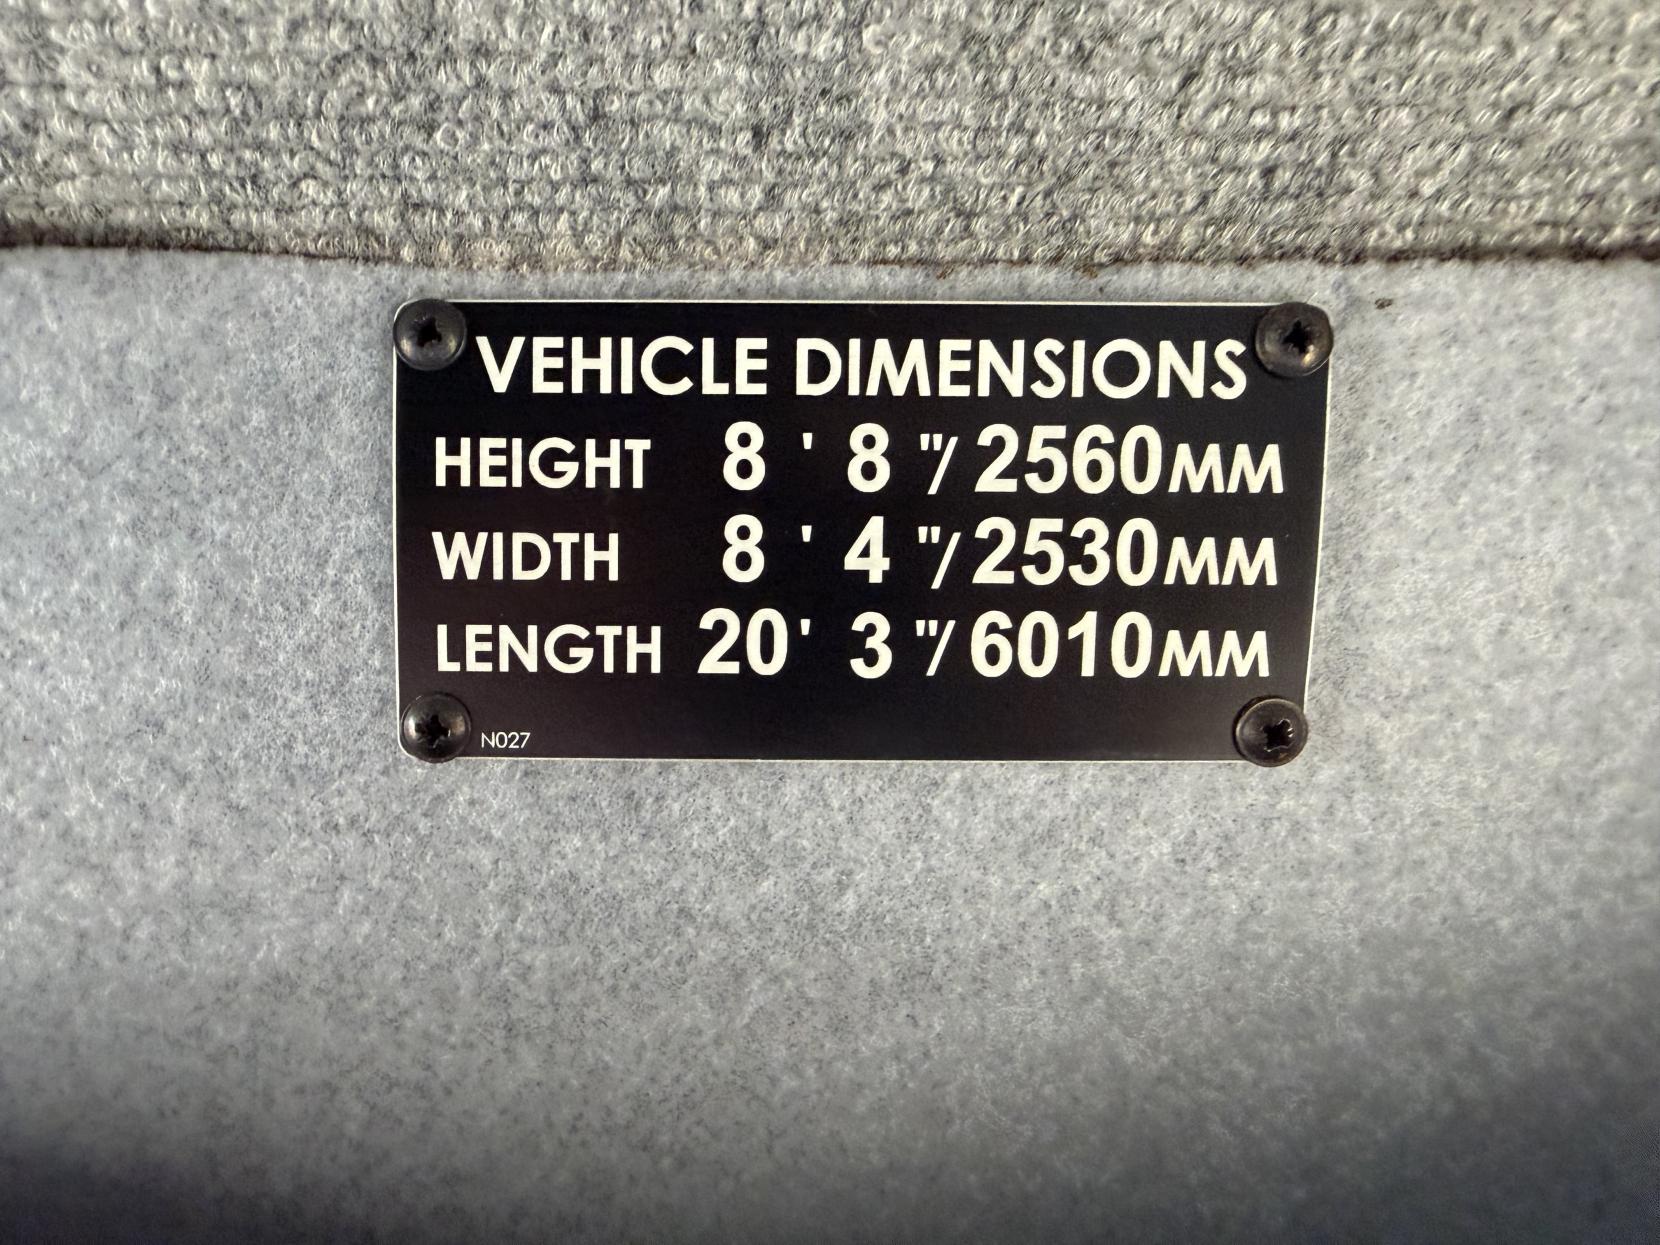 VEHICLE DIMENSIONS
HEIGHT 8 ' 8 "/ 2560MM
WIDTH 8 ' 4 "/ 2530MM
LENGTH 20 ' 3 "/ 6010MM
N027